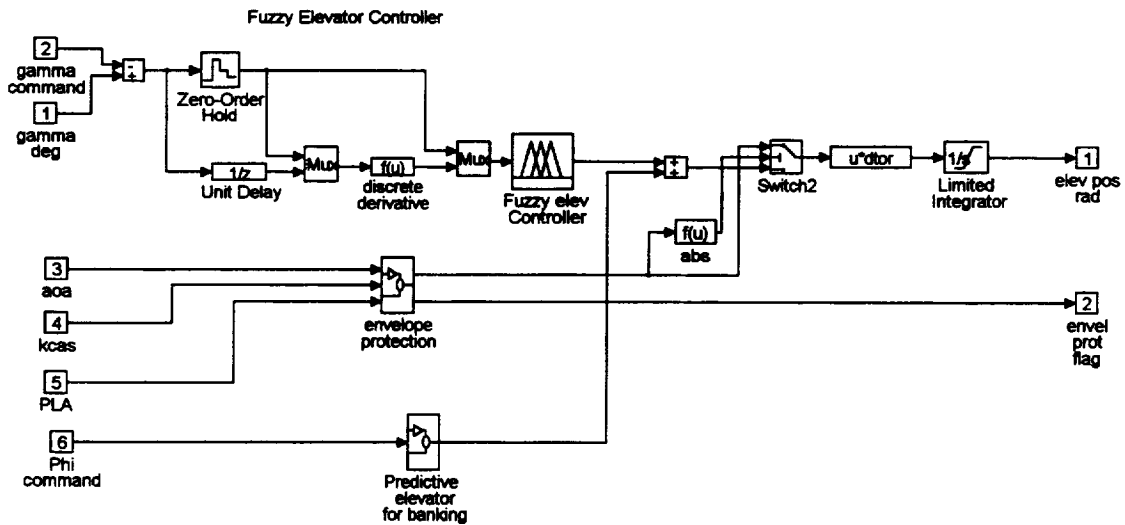 Fuzzy Elevator Controller
2
gamma
command
1
gamma
deg
-
+
Zero-Order
Hold
1/z
Unit Delay
Mux
f(u)
discrete
derivative
Mux
Fuzzy elev
Controller
+
+
Switch2
u*dtor
1/s
Limited
Integrator
1
elev pos
rad
f(u)
abs
3
aoa
4
kcas
5
PLA
envelope
protection
2
envel
prot
flag
6
Phi
command
Predictive
elevator
for banking